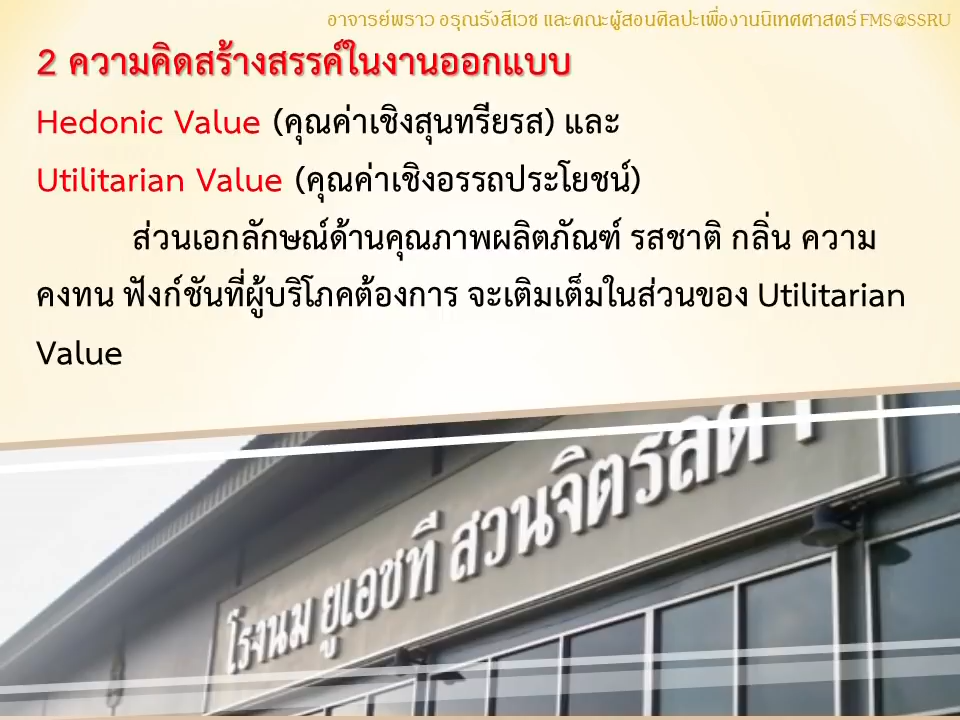 อาจารย์พราว อรุณรังสีเวช และคณะผู้สอนศิลปะเพื่องานนิเทศศาสตร์ FMS@SSRU
2 ความคิดสร้างสรรค์ในงานออกแบบ
Hedonic Value (คุณค่าเชิงสุนทรียรส) และ
Utilitarian Value (คุณค่าเชิงอรรถประโยชน์)
ส่วนเอกลักษณ์ด้านคุณภาพผลิตภัณฑ์ รสชาติ กลิ่น ความ
คงทน ฟังก์ชันที่ผู้บริโภคต้องการ จะเติมเต็มในส่วนของ Utilitarian
Value
โรงนม ยูเอชที สวนจิตรลดา